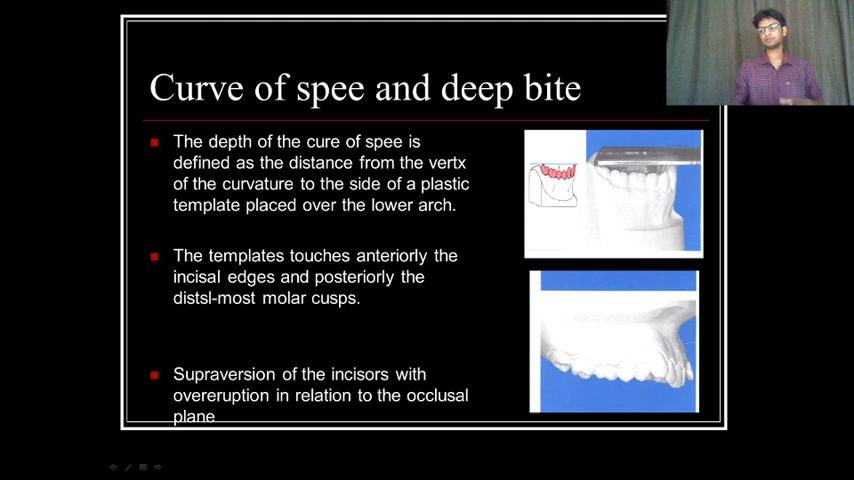 Curve of spee and deep bite
The depth of the cure of spee is
defined as the distance from the vertx
of the curvature to the side of a plastic
template placed over the lower arch.
The templates touches anteriorly the
incisal edges and posteriorly the
distsl-most molar cusps.
Supraversion of the incisors with
overeruption in relation to the occlusal
plane